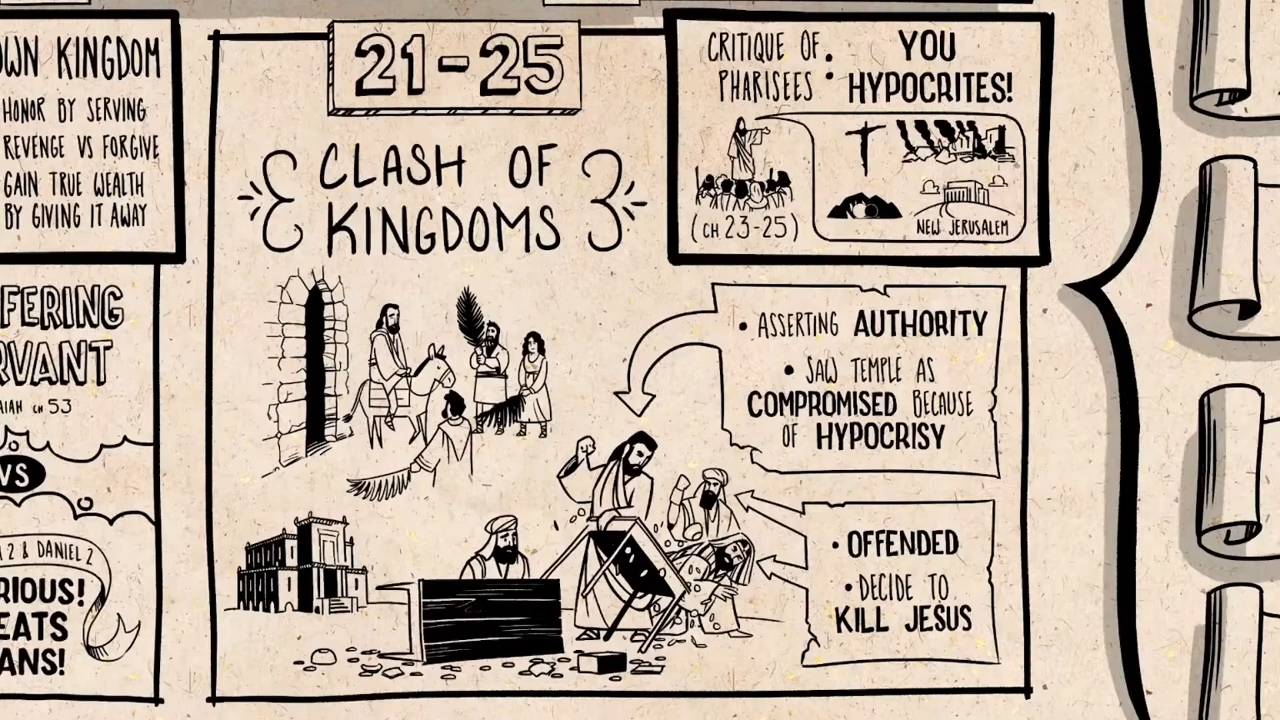 OWN KINGDOM
HONOR BY SERVING
REVENGE VS FORGIVE
GAIN TRUE WEALTH
BY GIVING IT AWAY
FERING
RVANT
AIAH CH 53
VS
2 & DANIEL 2
RIOUS!
EATS
ANS!
21-25
CLASH OF
KINGDOMS
CRITIQUE OF
PHARISEES :
YOU
HYPOCRITES!
(CH 23-25)
NEW JERUSALEM
• ASSERTING AUTHORITY
• SAW TEMPLE AS
COMPROMISED BECAUSE
OF HYPOCRISY
• OFFENDED
• DECIDE TO
KILL JESUS